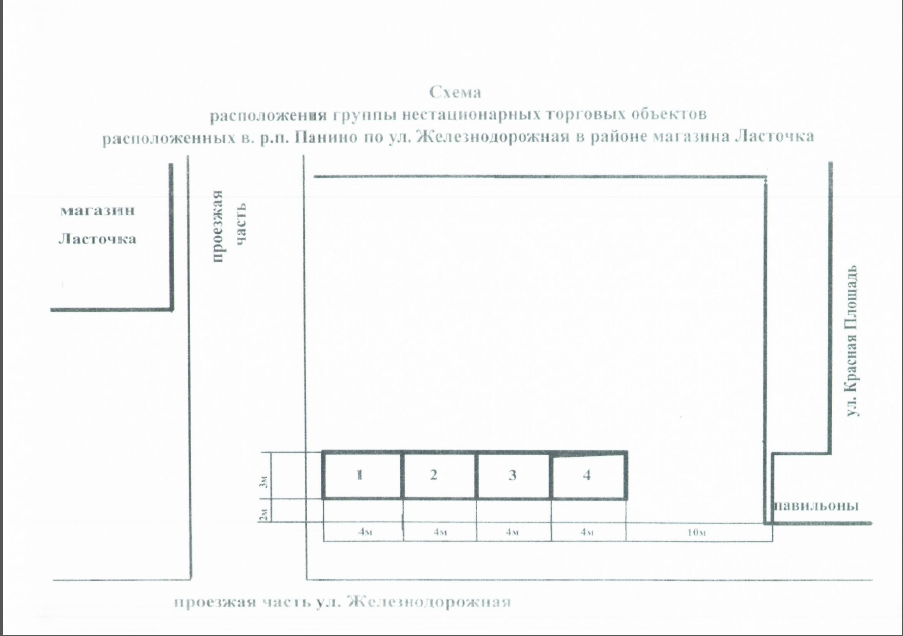 Схема
расположения группы нестационарных торговых объектов
расположенных в. р.п. Панино по ул. Железнодорожная в районе магазина Ласточка
магазин
Ласточка
проезжая
часть
ул. Красная Площадь
1
2
3
4
3м
2м
павильоны
4м
4м
4м
4м
10м
проезжая часть ул. Железнодорожная